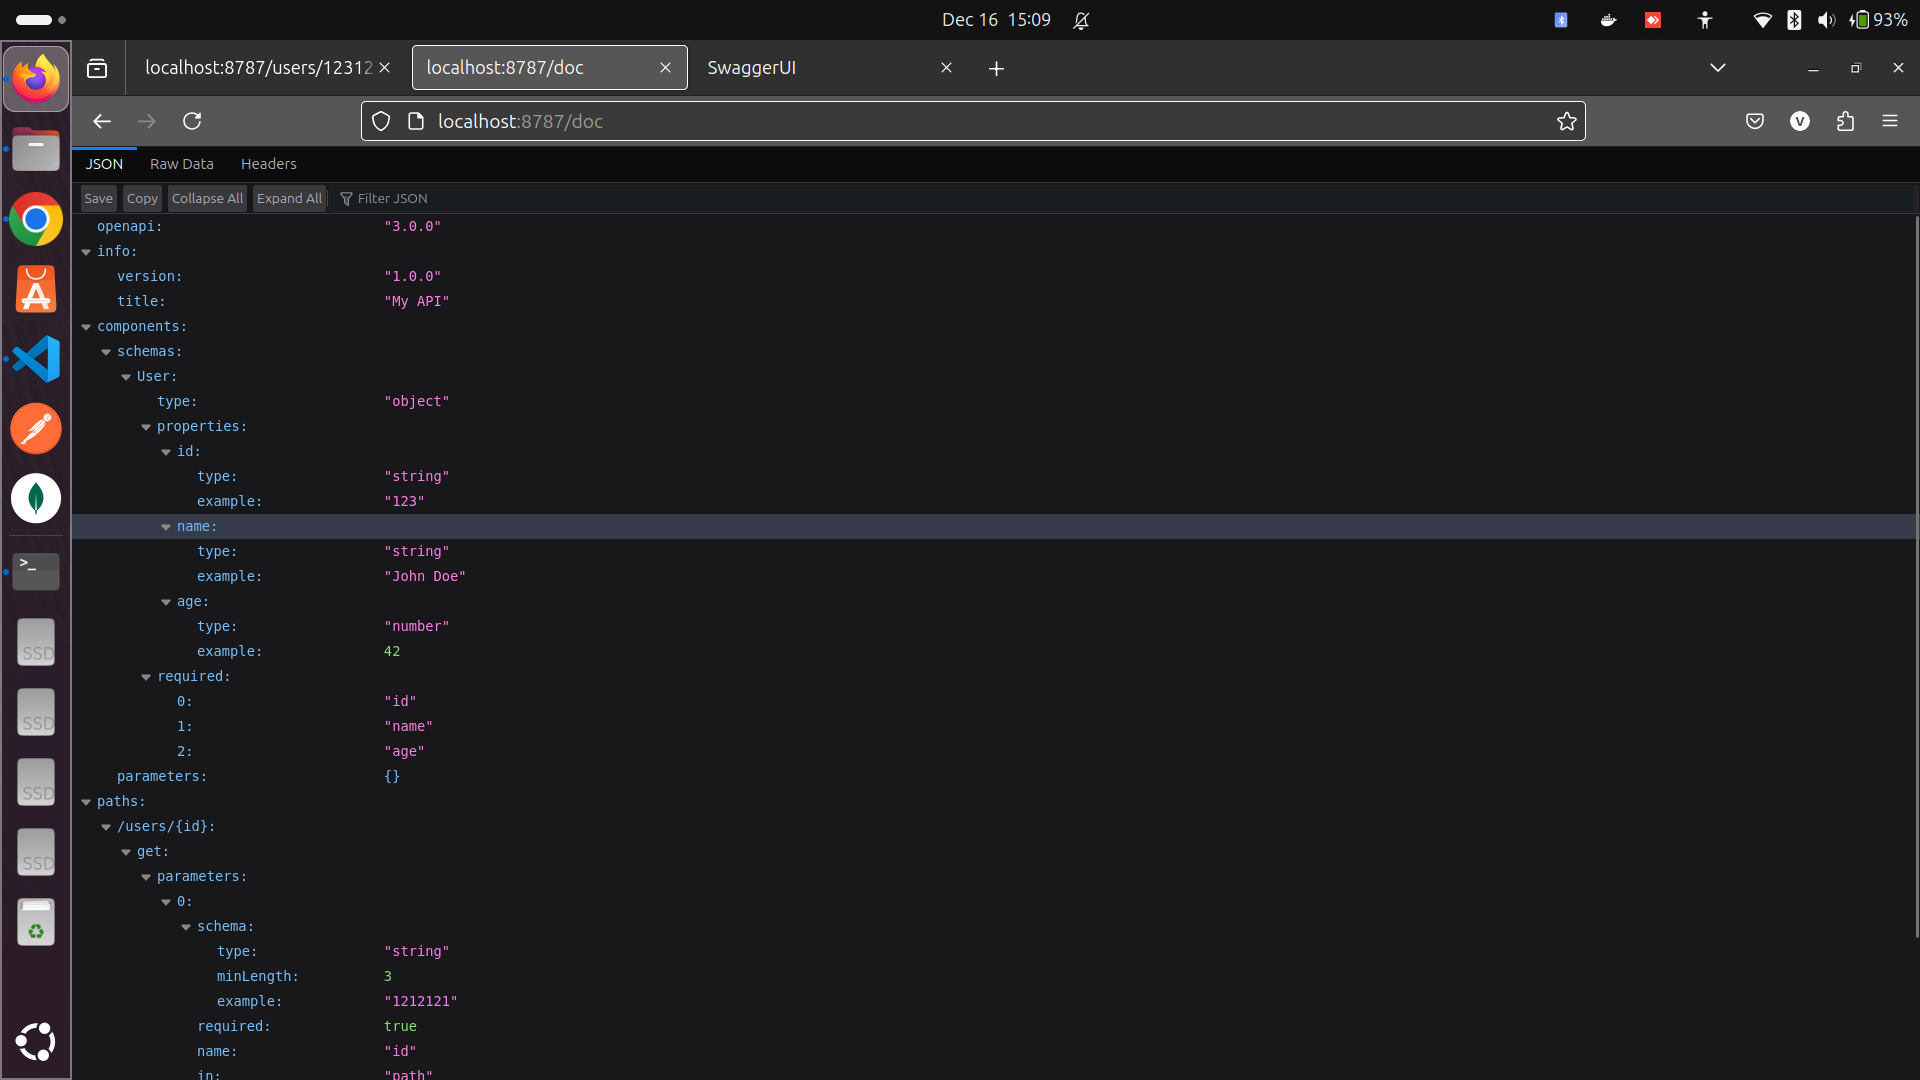 Dec 16 15:09
93%
localhost:8787/users/12312
localhost:8787/doc
SwaggerUI
localhost:8787/doc
V
JSON Raw Data Headers
Save Copy Collapse All Expand All Filter JSON
openapi: "3.0.0"
info:
version: "1.0.0"
title: "My API"
components:
schemas:
User:
type: "object"
properties:
id:
type: "string"
example: "123"
name:
type: "string"
example: "John Doe"
age:
type: "number"
example: 42
required:
0: "id"
1: "name"
2: "age"
parameters: {}
paths:
/users/{id}:
get:
parameters:
0:
schema:
type: "string"
minLength: 3
example: "1212121"
required: true
name: "id"
in: "path"
>_
SSD
SSD
SSD
SSD